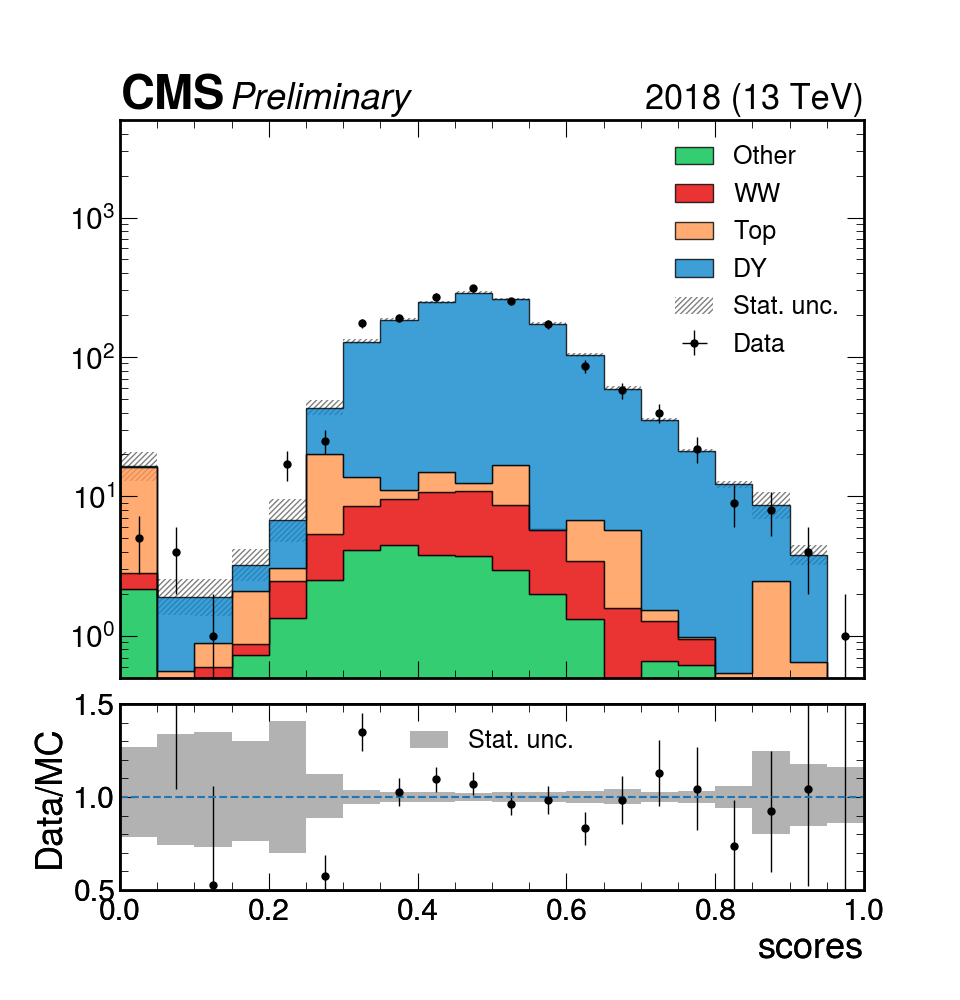 CMS Preliminary 2018 (13 TeV)
Other
WW
Top
DY
Stat. unc.
Data
10³
10²
10¹
10⁰
1.5
1.0
0.5
Data/MC
Stat. unc.
0.0 0.2 0.4 0.6 0.8 1.0
scores